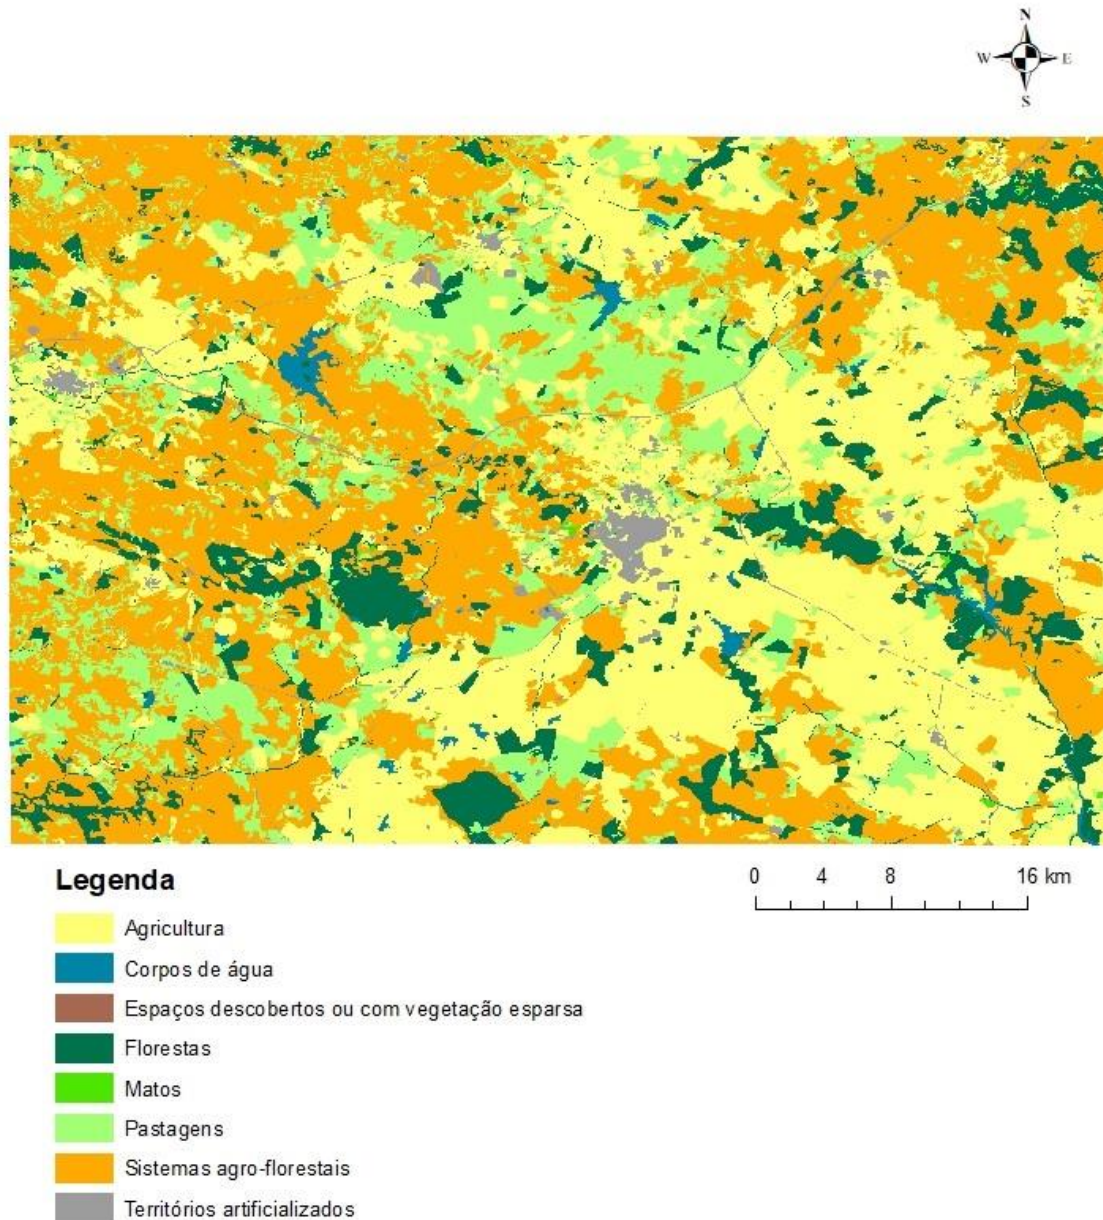 N
W E
S
Legenda
0 4 8 16 km
Agricultura
Corpos de água
Espaços descobertos ou com vegetação esparsa
Florestas
Matos
Pastagens
Sistemas agro-florestais
Territórios artificializados